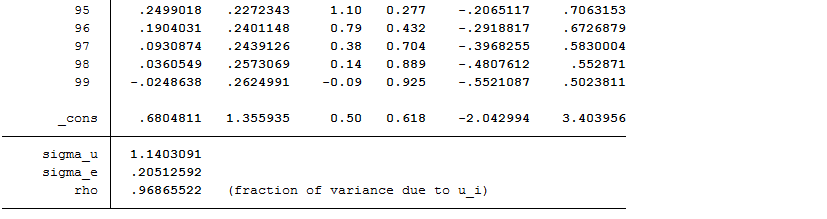 95 .2499018 .2272343 1.10 0.277 -.2065117 .7063153
96 .1904031 .2401148 0.79 0.432 -.2918817 .6726879
97 .0930874 .2439126 0.38 0.704 -.3968255 .5830004
98 .0360549 .2573069 0.14 0.889 -.4807612 .552871
99 -.0248638 .2624991 -0.09 0.925 -.5521087 .5023811
_cons .6804811 1.355935 0.50 0.618 -2.042994 3.403956
sigma_u 1.1403091
sigma_e .20512592
rho .96865522 (fraction of variance due to u_i)